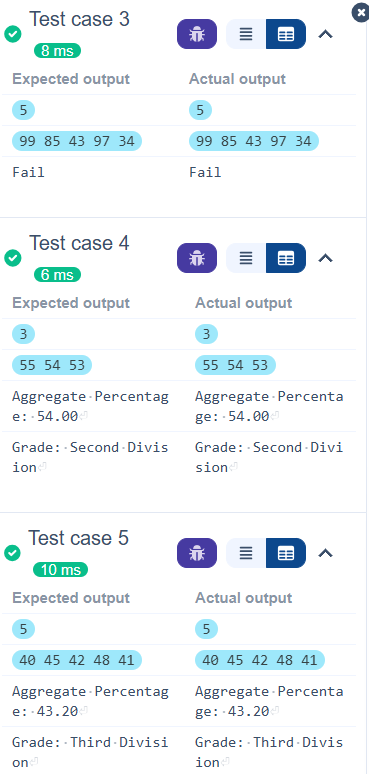 Test case 3
8 ms
Expected output Actual output
5 5
99 85 43 97 34 99 85 43 97 34
Fail Fail
Test case 4
6 ms
Expected output Actual output
3 3
55 54 53 55 54 53
Aggregate·Percentag Aggregate·Percenta
e:·54.00⏎ ge:·54.00⏎
Grade:·Second·Divis Grade:·Second·Divi
ion⏎ sion⏎
Test case 5
10 ms
Expected output Actual output
5 5
40 45 42 48 41 40 45 42 48 41
Aggregate·Percentag Aggregate·Percenta
e:·43.20⏎ ge:·43.20⏎
Grade:·Third·Divisi Grade:·Third·Divis
on⏎ ion⏎